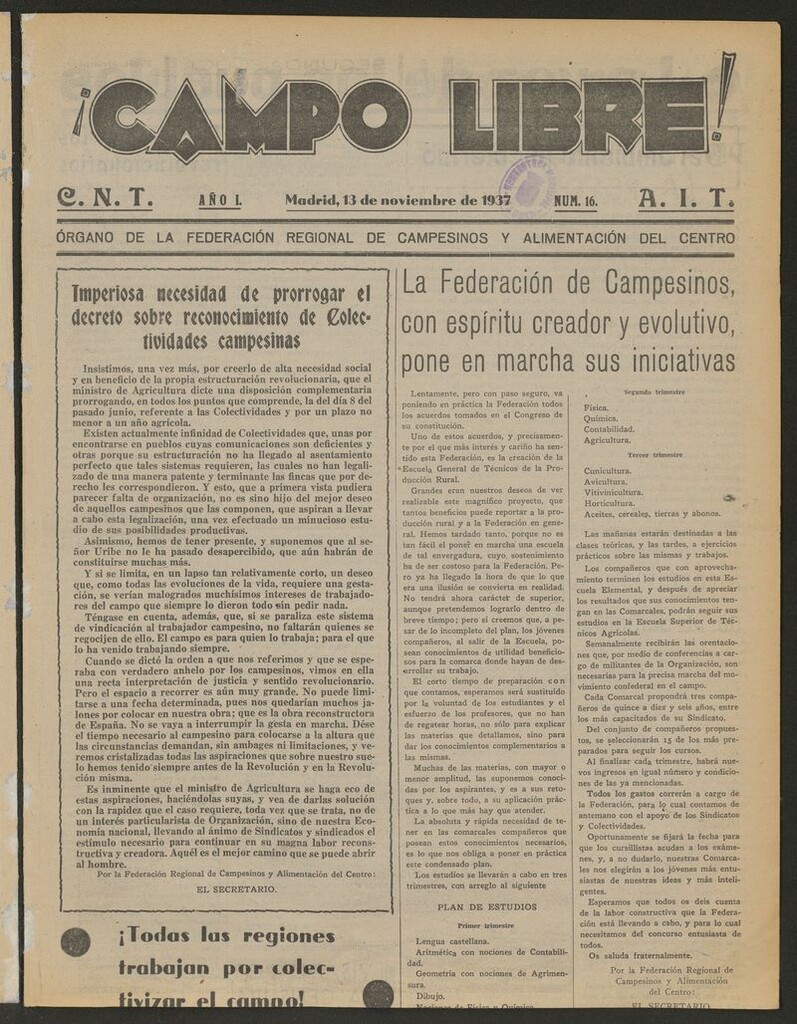 ¡CAMPO LIBRE!
C. N. T. AÑO I. Madrid, 13 de noviembre de 1937 NUM. 16. A. I. T.
ÓRGANO DE LA FEDERACIÓN REGIONAL DE CAMPESINOS Y ALIMENTACIÓN DEL CENTRO
Imperiosa necesidad de prorrogar el
decreto sobre reconocimiento de Colec-
tividades campesinas
Insistimos, una vez más, por creerlo de alta necesidad social
y en beneficio de la propia estructuración revolucionaria, que el
ministro de Agricultura dicte una disposición complementaria
prorrogando, en todos los puntos que comprende, la del día 8 del
pasado junio, referente a las Colectividades y por un plazo no
menor a un año agrícola.
Existen actualmente infinidad de Colectividades que, unas por
encontrarse en pueblos cuyas comunicaciones son deficientes y
otras porque su estructuración no ha llegado al asentamiento
perfecto que tales sistemas requieren, las cuales no han legali-
zado de una manera patente y terminante las fincas que por de-
recho les correspondieron. Y esto, que a primera vista pudiera
parecer falta de organización, no es sino hijo del mejor deseo
de aquellos campesinos que las componen, que aspiran a llevar
a cabo esta legalización, una vez efectuado un minucioso estu-
dio de sus posibilidades productivas.
Asimismo, hemos de tener presente, y suponemos que al se-
ñor Uribe no le ha pasado desapercibido, que aún habrán de
constituirse muchas más.
Y si se limita, en un lapso tan relativamente corto, un deseo
que, como todas las evoluciones de la vida, requiere una gesta-
ción, se verían malogrados muchísimos intereses de trabajado-
res del campo que siempre lo dieron todo sin pedir nada.
Téngase en cuenta, además, que, si se paraliza este sistema
de vindicación al trabajador campesino, no faltarán quienes se
regocijen de ello. El campo es para quien lo trabaja; para el que
lo ha venido trabajando siempre.
Cuando se dictó la orden a que nos referimos y que se espe-
raba con verdadero anhelo por los campesinos, vimos en ella
una recta interpretación de justicia y sentido revolucionario.
Pero el espacio a recorrer es aún muy grande. No puede limi-
tarse a una fecha determinada, pues nos quedarían muchos ja-
lones por colocar en nuestra obra; que es la obra reconstructora
de España. No se vaya a interrumpir la gesta en marcha. Dése
el tiempo necesario al campesino para colocarse a la altura que
las circunstancias demandan, sin ambages ni limitaciones, y ve-
remos cristalizadas todas las aspiraciones que sobre nuestro sue-
lo hemos tenido siempre antes de la Revolución y en la Revolu-
ción misma.
Es inminente que el ministro de Agricultura se haga eco de
estas aspiraciones, haciéndolas suyas, y vea de darlas solución
con la rapidez que el caso requiere, toda vez que se trata, no de
un interés particularista de Organización, sino de nuestra Eco-
nomía nacional, llevando al ánimo de Sindicatos y sindicados el
estímulo necesario para continuar en su magna labor recons-
tructiva y creadora. Aquél es el mejor camino que se puede abrir
al hombre.
Por la Federación Regional de Campesinos y Alimentación del Centro:
EL SECRETARIO.
¡Todas las regiones
trabajan por colec-
tivizar el campo!
La Federación de Campesinos,
con espíritu creador y evolutivo,
pone en marcha sus iniciativas
Lentamente, pero con paso seguro, va
poniendo en práctica la Federación todos
los acuerdos tomados en el Congreso de
su constitución.
Uno de estos acuerdos, y precisamen-
te por el que más interés y cariño ha sen-
tido esta Federación, es la creación de la
Escuela General de Técnicos de la Pro-
ducción Rural.
Grandes eran nuestros deseos de ver
realizable este magnífico proyecto, que
tantos beneficios puede reportar a la pro-
ducción rural y a la Federación en gene-
ral. Hemos tardado tanto, porque no es
tan fácil el poner en marcha una escuela
de tal envergadura, cuyo sostenimiento
ha de ser costoso para la Federación. Pe-
ro ya ha llegado la hora de que lo que
era una ilusión se convierta en realidad.
No tendrá ahora carácter de superior,
aunque pretendemos lograrlo dentro de
breve tiempo; pero sí creemos que, a pe-
sar de lo incompleto del plan, los jóvenes
compañeros, al salir de la Escuela, po-
sean conocimientos de utilidad beneficio-
sos para la comarca donde hayan de des-
errollar su trabajo.
El corto tiempo de preparación con
que contamos, esperamos será sustituído
por la voluntad de los estudiantes y el
esfuerzo de los profesores, que no han
de regatear horas, no sólo para explicar
las materias que detallamos, sino para
dar los conocimientos complementarios a
las mismas.
Muchas de las materias, con mayor o
menor amplitud, las suponemos conoci-
das por los aspirantes, y es a sus reto-
ques y, sobre todo, a su aplicación prác-
tica a lo que más hay que atender.
La absoluta y rápida necesidad de te-
ner en las comarcales compañeros que
posean estos conocimientos necesarios,
es lo que nos obliga a poner en práctica
este condensado plan.
Los estudios se llevarán a cabo en tres
trimestres, con arreglo al siguiente
PLAN DE ESTUDIOS
Primer trimestre
Lengua castellana.
Aritmética con nociones de Contabili-
dad.
Geometría con nociones de Agrimen-
sura.
Dibujo.
Nociones de Física y Química.
Segundo trimestre
Física.
Química.
Contabilidad.
Agricultura.
Tercer trimestre
Cunicultura.
Avicultura.
Vitivinicultura.
Horticultura.
Aceites, cereales, tierras y abonos.
Las mañanas estarán destinadas a las
clases teóricas, y las tardes, a ejercicios
prácticos sobre las mismas y trabajos.
Los compañeros que con aprovecha-
miento terminen los estudios en esta Es-
cuela Elemental, y después de apreciar
los resultados que sus conocimientos ten-
gan en las Comarcales, podrán seguir sus
estudios en la Escuela Superior de Téc-
nicos Agrícolas.
Semanalmente recibirán las orentacio-
nes que, por medio de conferencias a car-
go de militantes de la Organización, son
necesarias para la precisa marcha del mo-
vimiento confederal en el campo.
Cada Comarcal propondrá tres compa-
ñeros de quince a diez y seis años, entre
los más capacitados de su Sindicato.
Del conjunto de compañeros propues-
tos, se seleccionarán 15 de los más pre-
parados para seguir los cursos.
Al finalizar cada trimestre, habrá nue-
vos ingresos en igual número y condicio-
nes de las ya mencionadas.
Todos los gastos correrán a cargo de
la Federación, para lo cual contamos de
antemano con el apoyo de los Sindicatos
y Colectividades.
Oportunamente se fijará la fecha para
que los cursillistas acudan a los exáme-
nes, y, a no dudarlo, nuestras Comarca-
les nos elegirán a los jóvenes más entu-
siastas de nuestras ideas y más inteli-
gentes.
Esperamos que todos os deis cuenta
de la labor constructiva que la Federa-
ción está llevando a cabo, y para lo cual
necesitamos del concurso entusiasta de
todos.
Os saluda fraternalmente.
Por la Federación Regional de
Campesinos y Alimentación
del Centro:
EL SECRETARIO